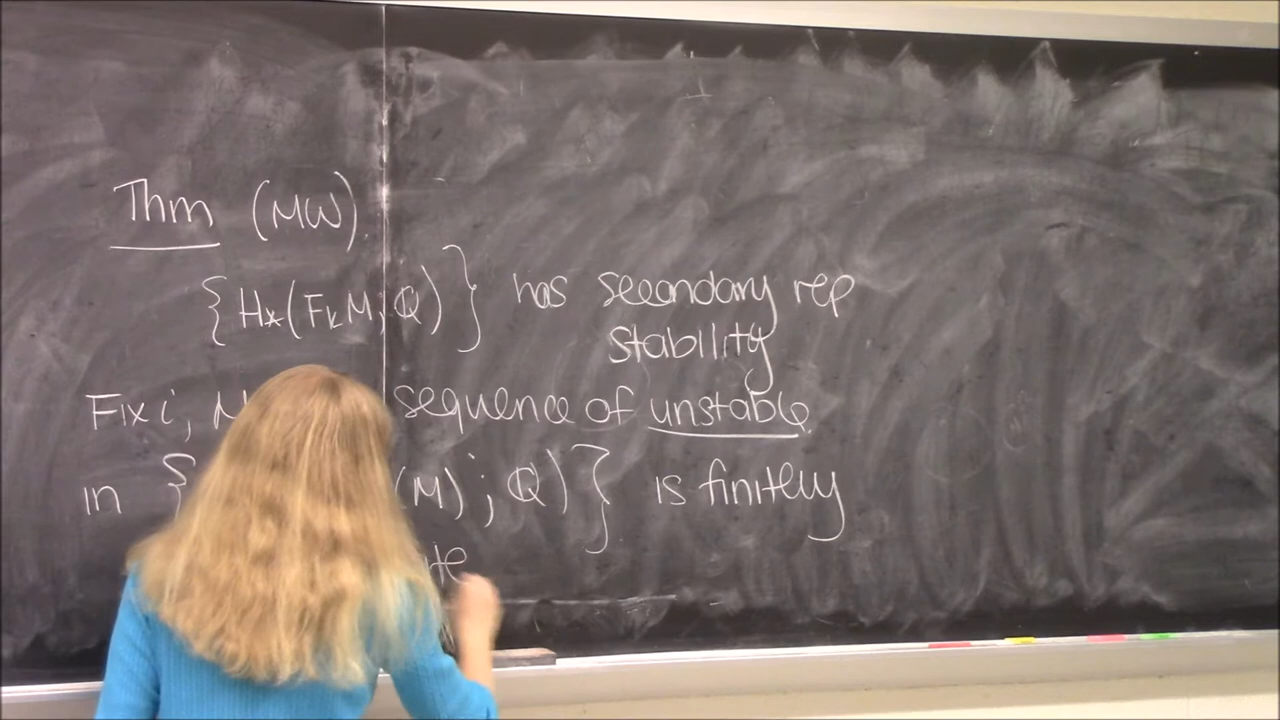 Thm (MW).
{H*(FkM; Q)} has secondary rep
stability
Fix i, sequence of unstable
in { (M); Q)} is finitely